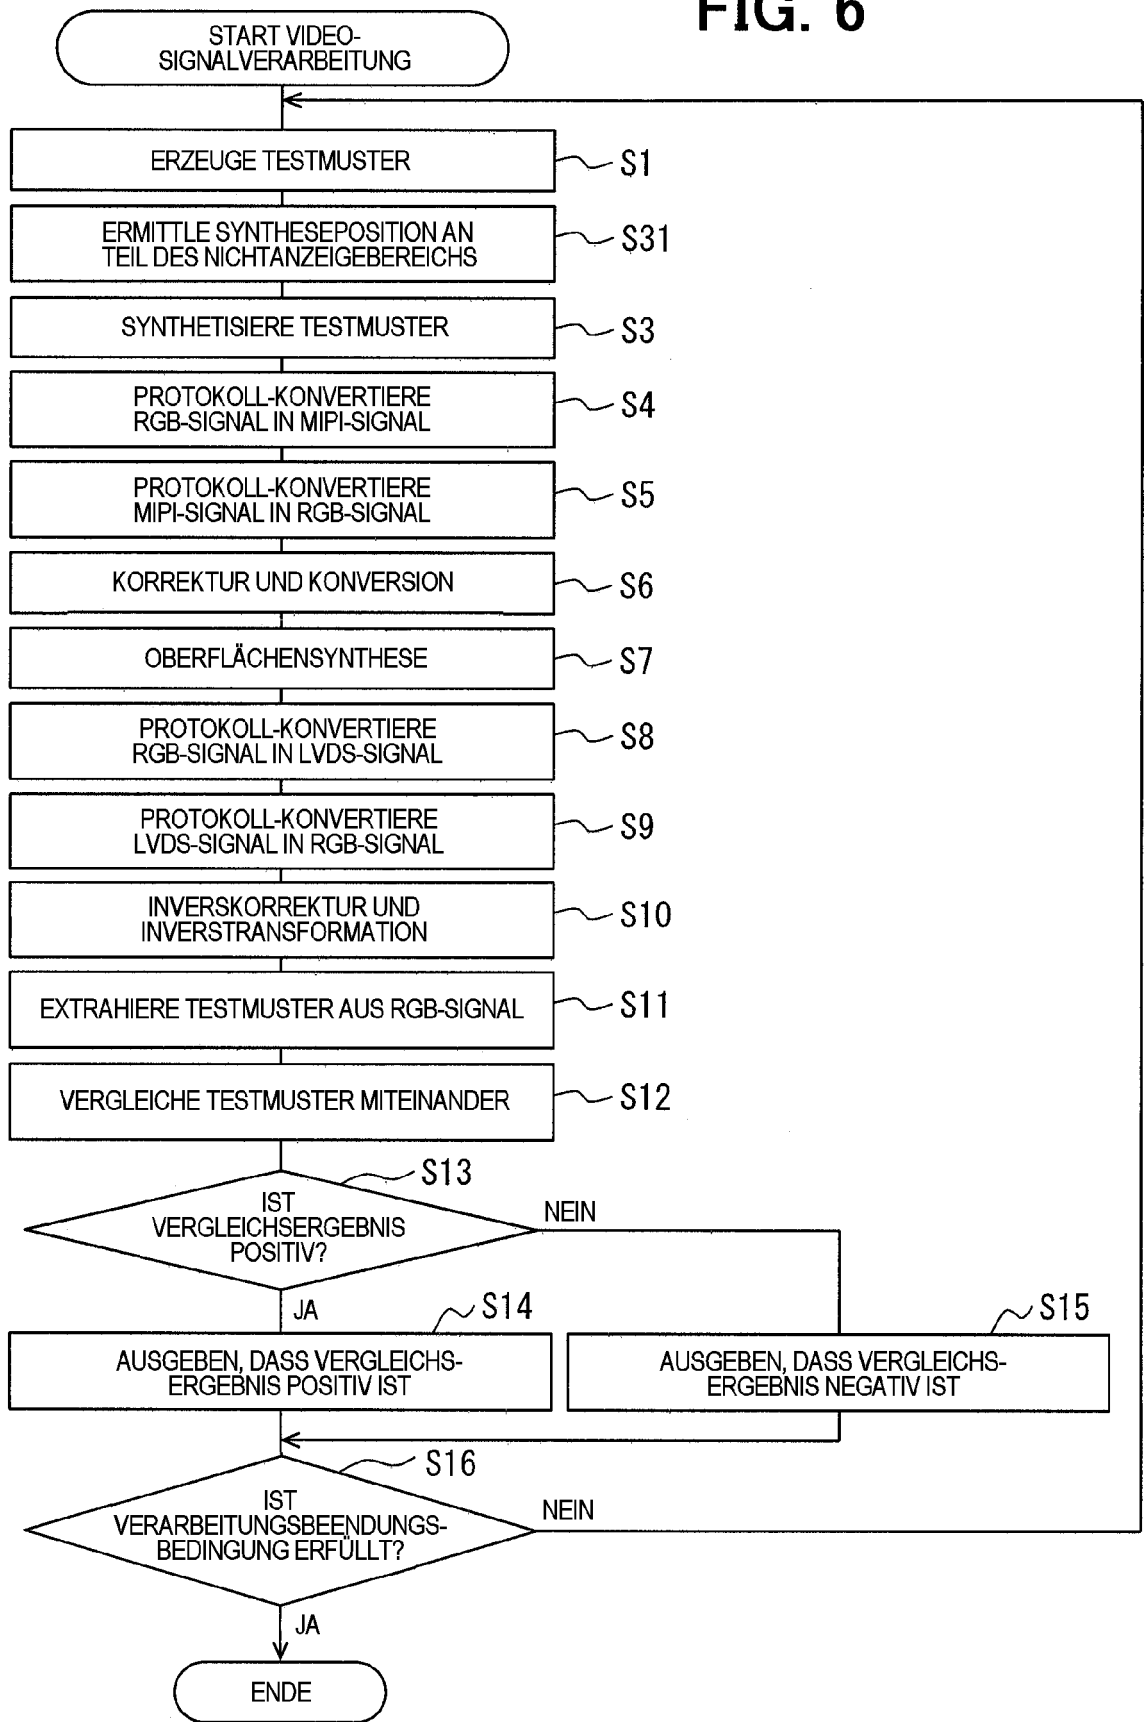 FIG. 6
START VIDEO-
SIGNALVERARBEITUNG
ERZEUGE TESTMUSTER
S1
ERMITTLE SYNTHESEPOSITION AN
TEIL DES NICHTANZEIGEBEREICHS
S31
SYNTHETISIERE TESTMUSTER
S3
PROTOKOLL-KONVERTIERE
RGB-SIGNAL IN MIPI-SIGNAL
S4
PROTOKOLL-KONVERTIERE
MIPI-SIGNAL IN RGB-SIGNAL
S5
KORREKTUR UND KONVERSION
S6
OBERFLÄCHENSYNTHESE
S7
PROTOKOLL-KONVERTIERE
RGB-SIGNAL IN LVDS-SIGNAL
S8
PROTOKOLL-KONVERTIERE
LVDS-SIGNAL IN RGB-SIGNAL
S9
INVERSKORREKTUR UND
INVERSTRANSFORMATION
S10
EXTRAHIERE TESTMUSTER AUS RGB-SIGNAL
S11
VERGLEICHE TESTMUSTER MITEINANDER
S12
S13
IST
VERGLEICHSERGEBNIS
POSITIV?
NEIN
JA
S14
AUSGEBEN, DASS VERGLEICHS-
ERGEBNIS POSITIV IST
S15
AUSGEBEN, DASS VERGLEICHS-
ERGEBNIS NEGATIV IST
S16
IST
VERARBEITUNGSBEENDUNGS-
BEDINGUNG ERFÜLLT?
NEIN
JA
ENDE